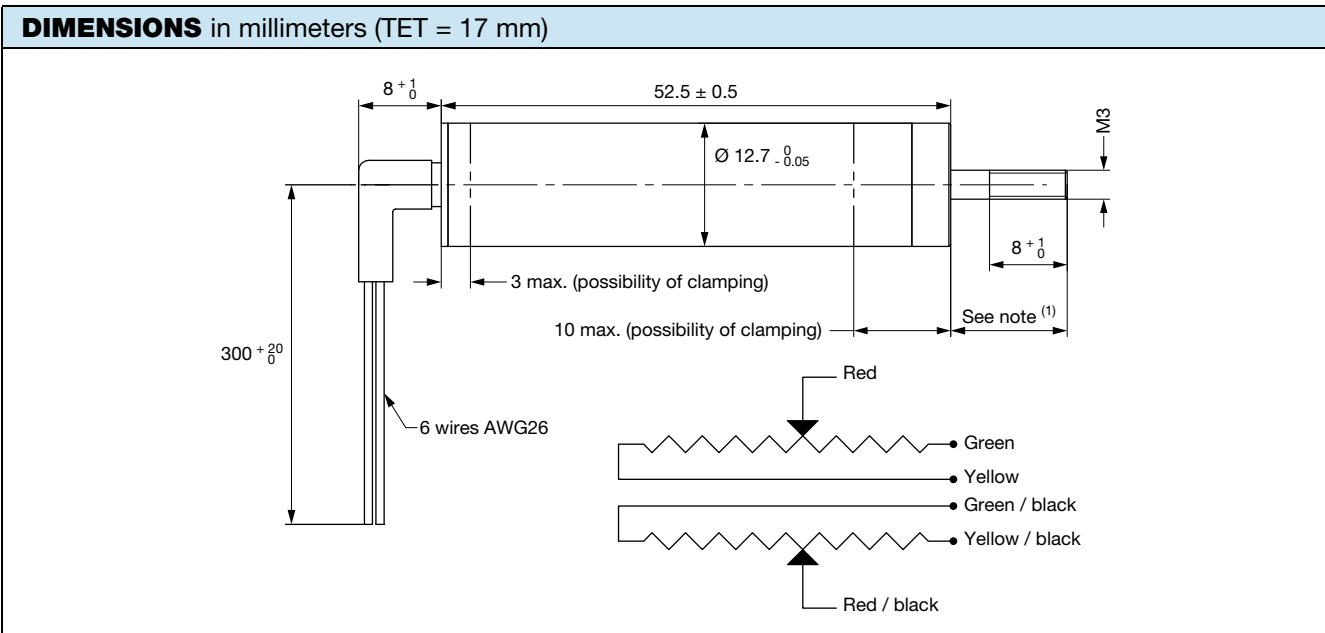 DIMENSIONS in millimeters (TET = 17 mm)
8 +1 0
52.5 ± 0.5
M3
Ø 12.7 0 -0.05
8 +1 0
3 max. (possibility of clamping)
See note (1)
10 max. (possibility of clamping)
300 +20 0
Red
6 wires AWG26
Green
Yellow
Green / black
Yellow / black
Red / black